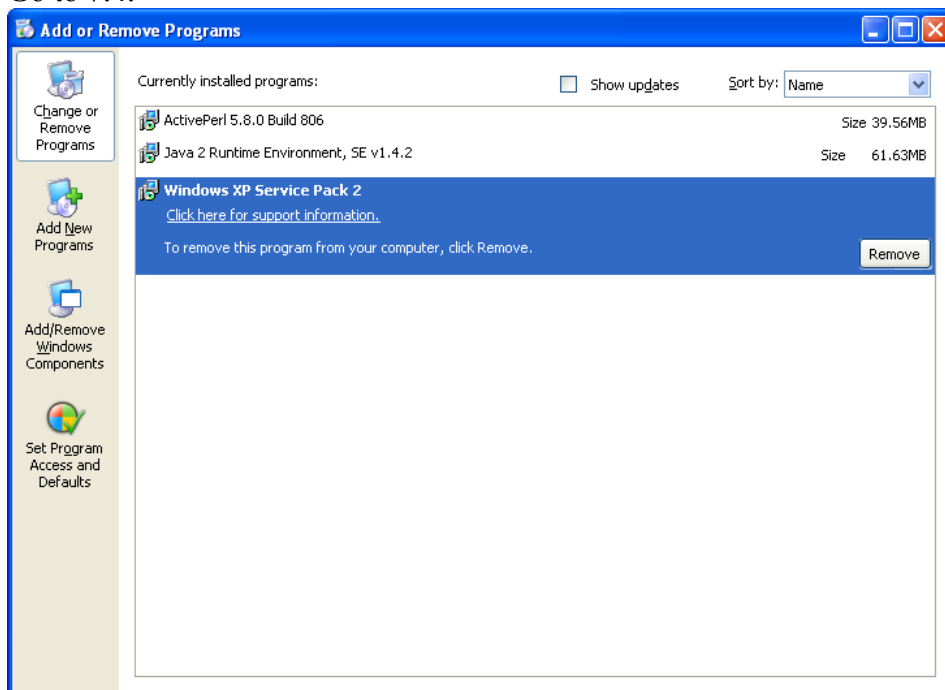 Add or Remove Programs
Change or
Remove
Programs
Add New
Programs
Add/Remove
Windows
Components
Set Program
Access and
Defaults
Currently installed programs:
Show updates
Sort by: Name
ActivePerl 5.8.0 Build 806 Size 39.56MB
Java 2 Runtime Environment, SE v1.4.2 Size 61.63MB
Windows XP Service Pack 2
Click here for support information.
To remove this program from your computer, click Remove.
Remove